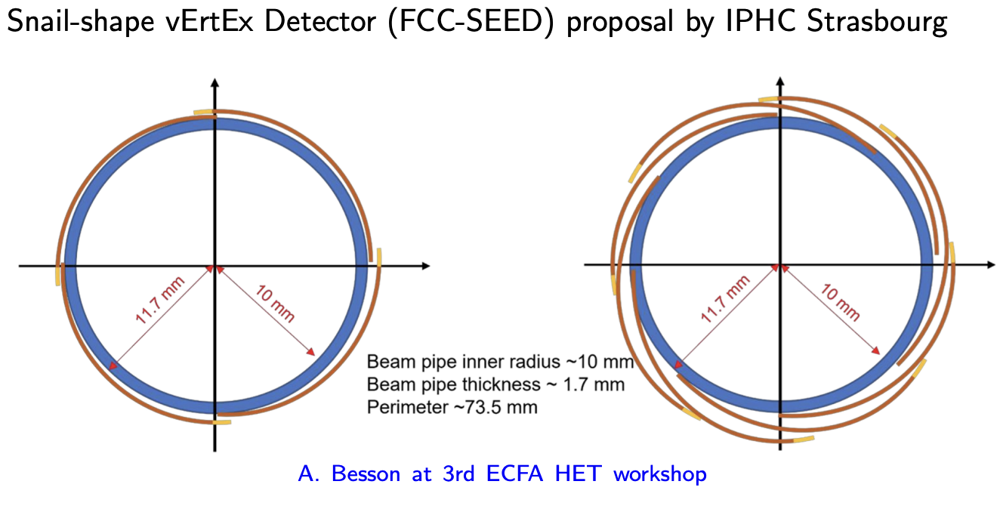 Snail-shape vErtEx Detector (FCC-SEED) proposal by IPHC Strasbourg
11.7 mm
10 mm
11.7 mm
10 mm
Beam pipe inner radius ~10 mm
Beam pipe thickness ~ 1.7 mm
Perimeter ~73.5 mm
A. Besson at 3rd ECFA HET workshop